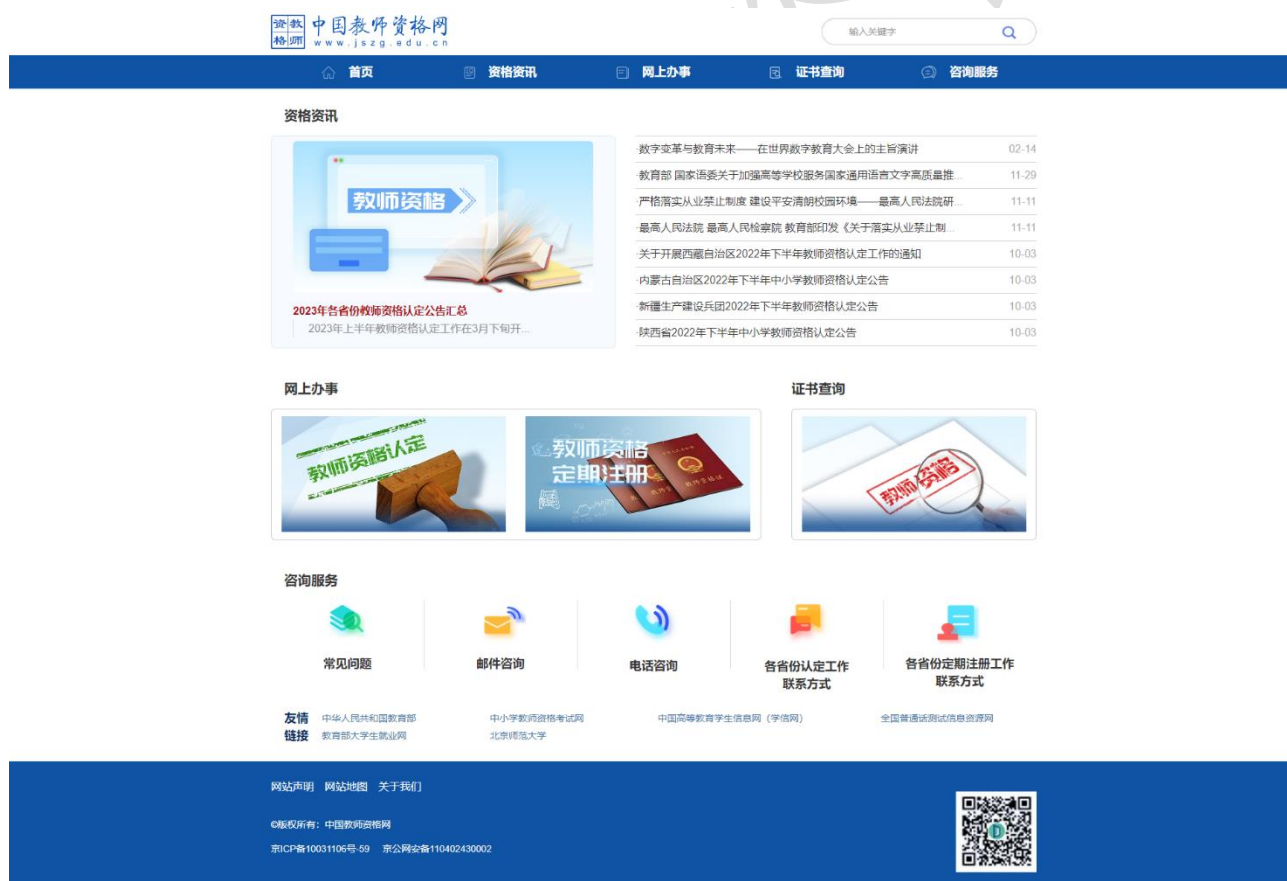 资教
格师
中国教师资格网
www.jszg.edu.cn
输入关键字
首页 资格资讯 网上办事 证书查询 咨询服务
资格资讯
教师资格
2023年各省份教师资格认定公告汇总
2023年上半年教师资格认定工作在3月下旬开...
·数字变革与教育未来——在世界数字教育大会上的主旨演讲 02-14
·教育部 国家语委关于加强高等学校服务国家通用语言文字高质量推... 11-29
·严格落实从业禁止制度 建设平安清朗校园环境——最高人民法院研... 11-11
·最高人民法院 最高人民检察院 教育部印发《关于落实从业禁止制... 11-11
·关于开展西藏自治区2022年下半年教师资格认定工作的通知 10-03
·内蒙古自治区2022年下半年中小学教师资格认定公告 10-03
·新疆生产建设兵团2022年下半年教师资格认定公告 10-03
·陕西省2022年下半年中小学教师资格认定公告 10-03
网上办事
教师资格认定
教师资格
定期注册
证书查询
教师资格
咨询服务
常见问题
邮件咨询
电话咨询
各省份认定工作
联系方式
各省份定期注册工作
联系方式
友情
链接
中华人民共和国教育部 中小学教师资格考试网 中国高等教育学生信息网（学信网） 全国普通话测试信息资源网
教育部大学生就业网 北京师范大学
网站声明 网站地图 关于我们
©版权所有：中国教师资格网
京ICP备10031106号-59 京公网安备110402430002